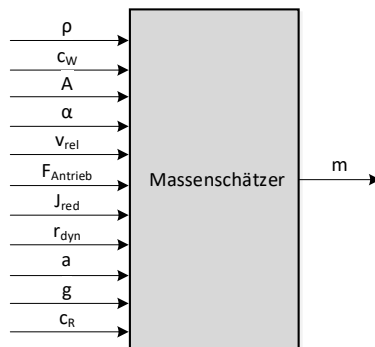 ρ
c_W
A
α
v_rel
F_Antrieb
J_red
r_dyn
a
g
c_R
Massenschätzer
m